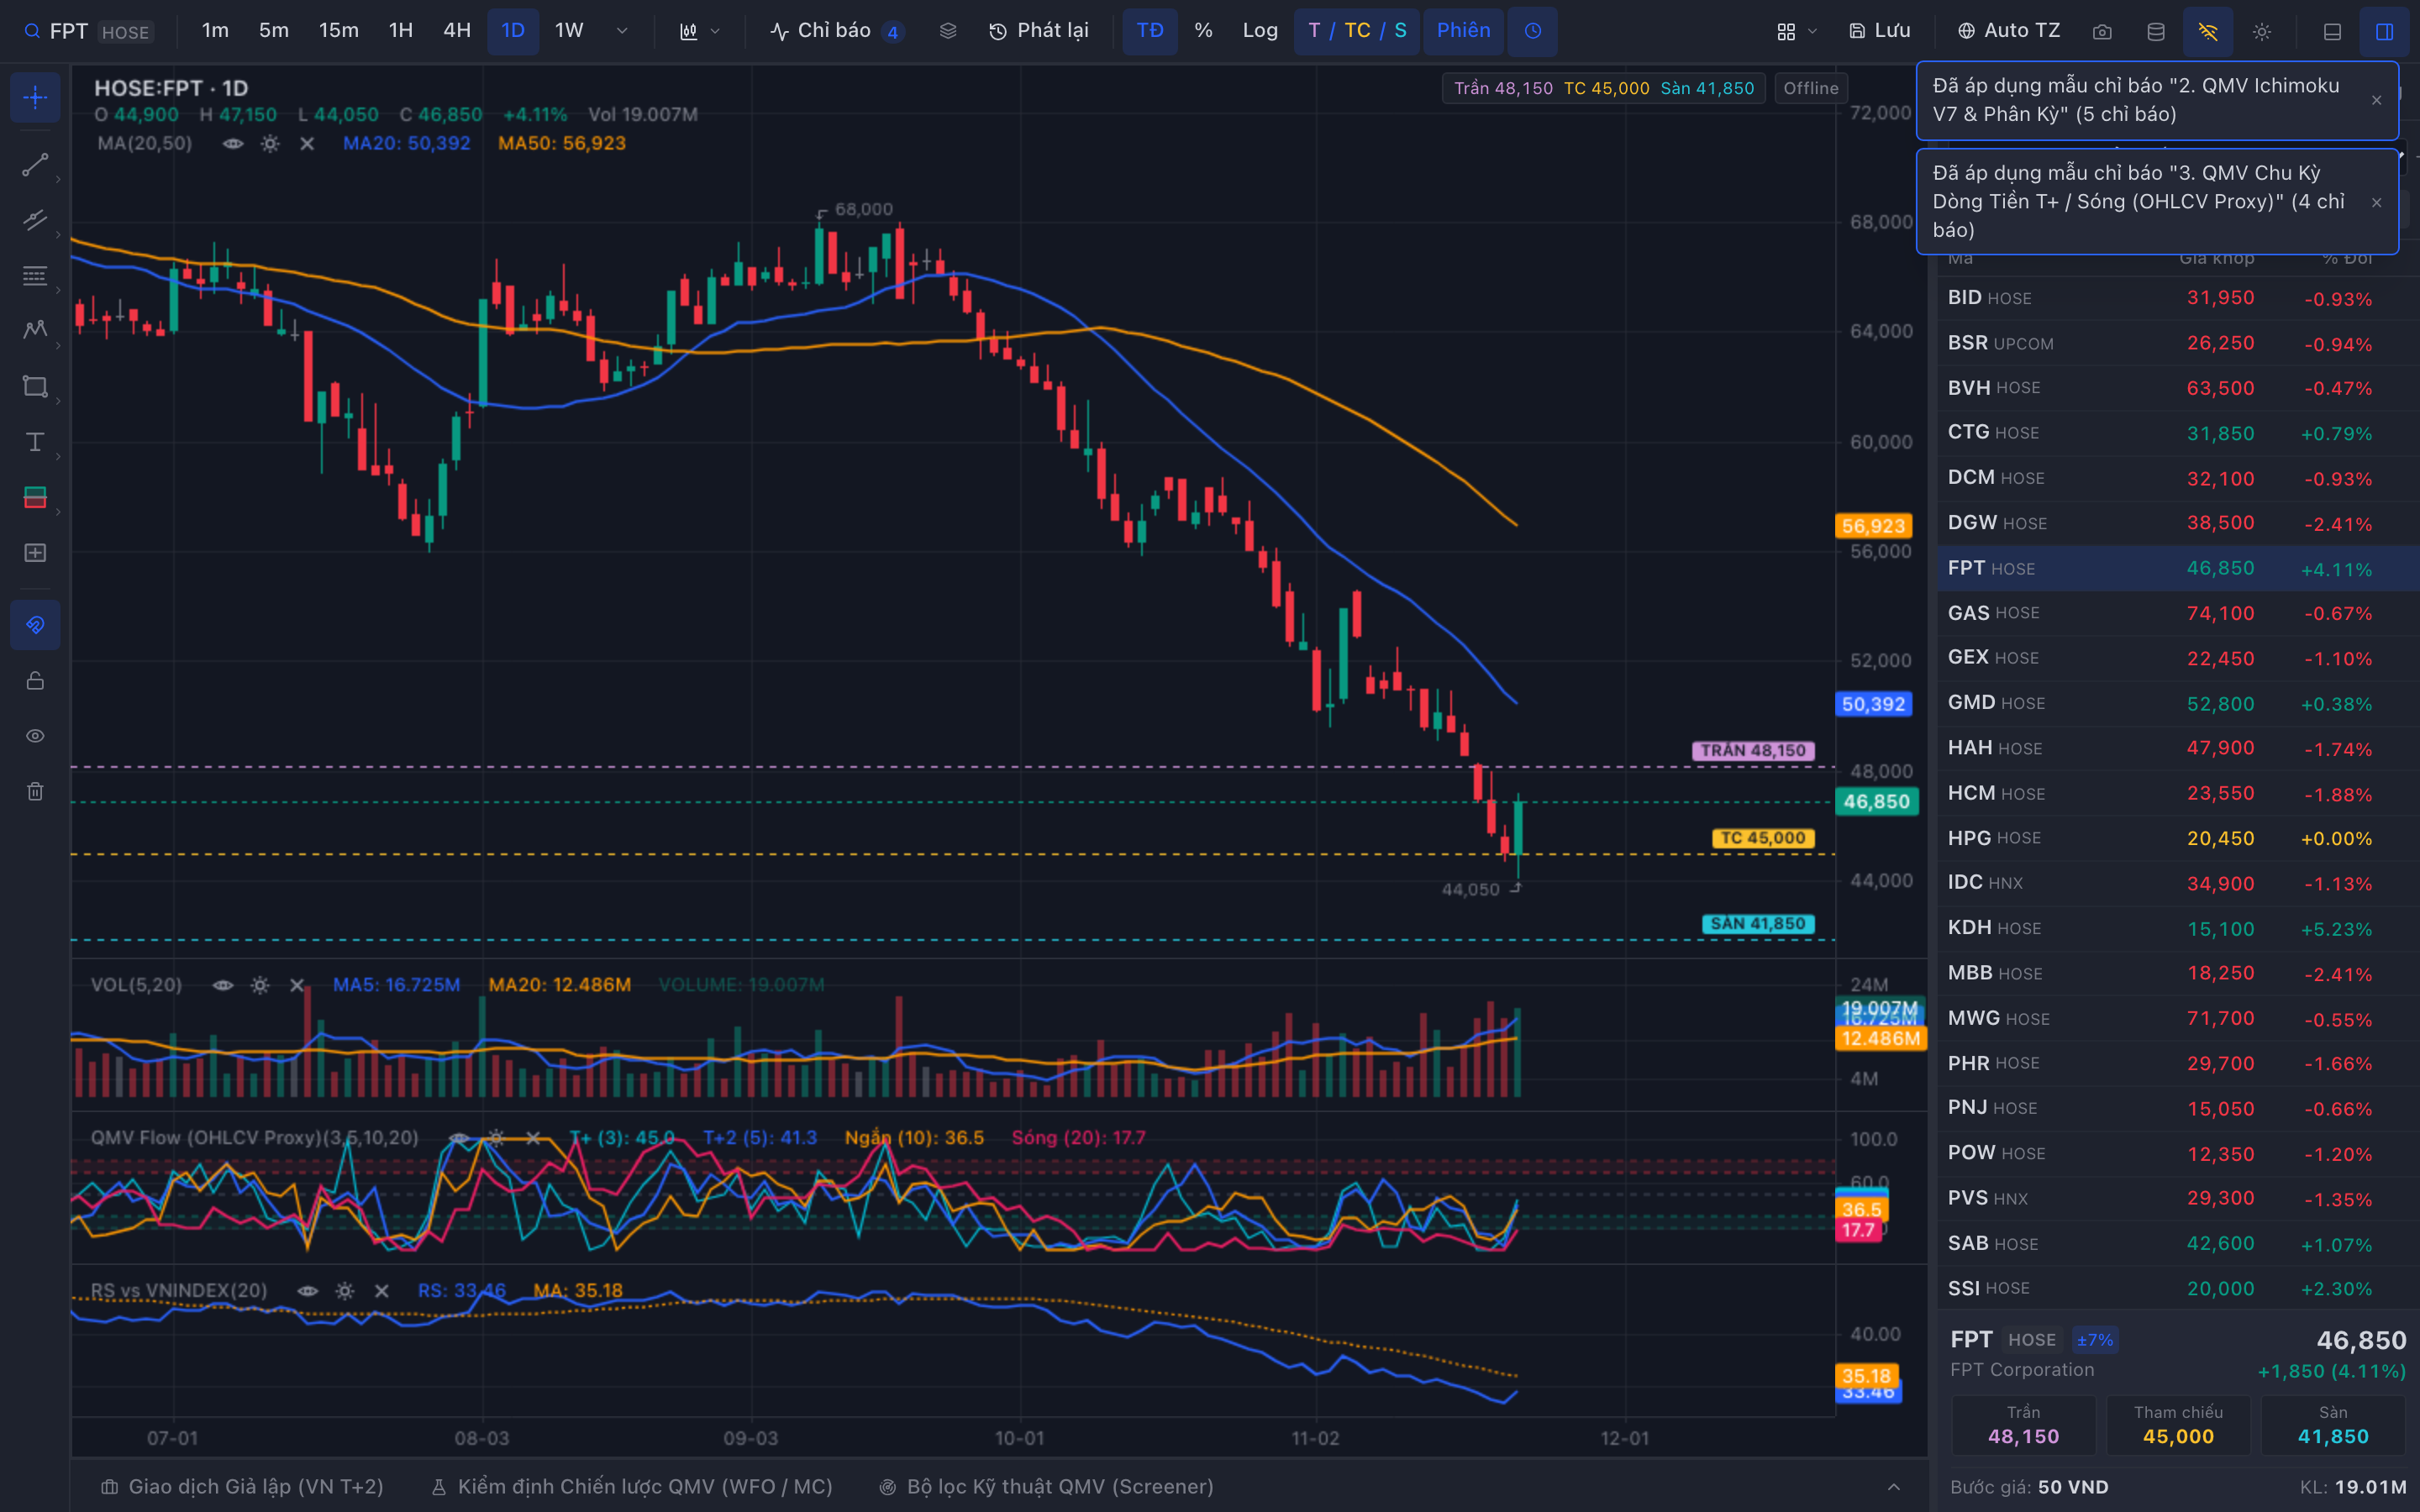 FPT HOSE 1m 5m 15m 1H 4H 1D 1W Chỉ báo 4 Phát lại TĐ % Log T / TC / S Phiên Lưu Auto TZ
HOSE:FPT · 1D
Trần 48,150 TC 45,000 Sàn 41,850 Offline
O 44,900 H 47,150 L 44,050 C 46,850 +4.11% Vol 19.007M
MA(20,50) MA20: 50,392 MA50: 56,923
Đã áp dụng mẫu chỉ báo "2. QMV Ichimoku
V7 & Phân Kỳ" (5 chỉ báo)
Đã áp dụng mẫu chỉ báo "3. QMV Chu Kỳ
Dòng Tiền T+ / Sóng (OHLCV Proxy)" (4 chỉ
báo)
68,000
72,000
68,000
64,000
60,000
56,923
56,000
52,000
50,392
TRẦN 48,150
48,000
46,850
TC 45,000
44,050
44,000
SÀN 41,850
VOL(5,20) MA5: 16.725M MA20: 12.486M VOLUME: 19.007M
24M
19.007M
16.725M
12.486M
4M
QMV Flow (OHLCV Proxy)(3,5,10,20) T+ (3): 45.0 T+2 (5): 41.3 Ngắn (10): 36.5 Sóng (20): 17.7
100.0
60.0
36.5
17.7
RS vs VNINDEX(20) RS: 33.46 MA: 35.18
40.00
35.18
33.46
07-01 08-03 09-03 10-01 11-02 12-01
Giao dịch Giả lập (VN T+2) Kiểm định Chiến lược QMV (WFO / MC) Bộ lọc Kỹ thuật QMV (Screener)
Mã Giá khớp % Đổi
BID HOSE 31,950 -0.93%
BSR UPCOM 26,250 -0.94%
BVH HOSE 63,500 -0.47%
CTG HOSE 31,850 +0.79%
DCM HOSE 32,100 -0.93%
DGW HOSE 38,500 -2.41%
FPT HOSE 46,850 +4.11%
GAS HOSE 74,100 -0.67%
GEX HOSE 22,450 -1.10%
GMD HOSE 52,800 +0.38%
HAH HOSE 47,900 -1.74%
HCM HOSE 23,550 -1.88%
HPG HOSE 20,450 +0.00%
IDC HNX 34,900 -1.13%
KDH HOSE 15,100 +5.23%
MBB HOSE 18,250 -2.41%
MWG HOSE 71,700 -0.55%
PHR HOSE 29,700 -1.66%
PNJ HOSE 15,050 -0.66%
POW HOSE 12,350 -1.20%
PVS HNX 29,300 -1.35%
SAB HOSE 42,600 +1.07%
SSI HOSE 20,000 +2.30%
FPT HOSE ±7% 46,850
FPT Corporation +1,850 (4.11%)
Trần Tham chiếu Sàn
48,150 45,000 41,850
Bước giá: 50 VND KL: 19.01M